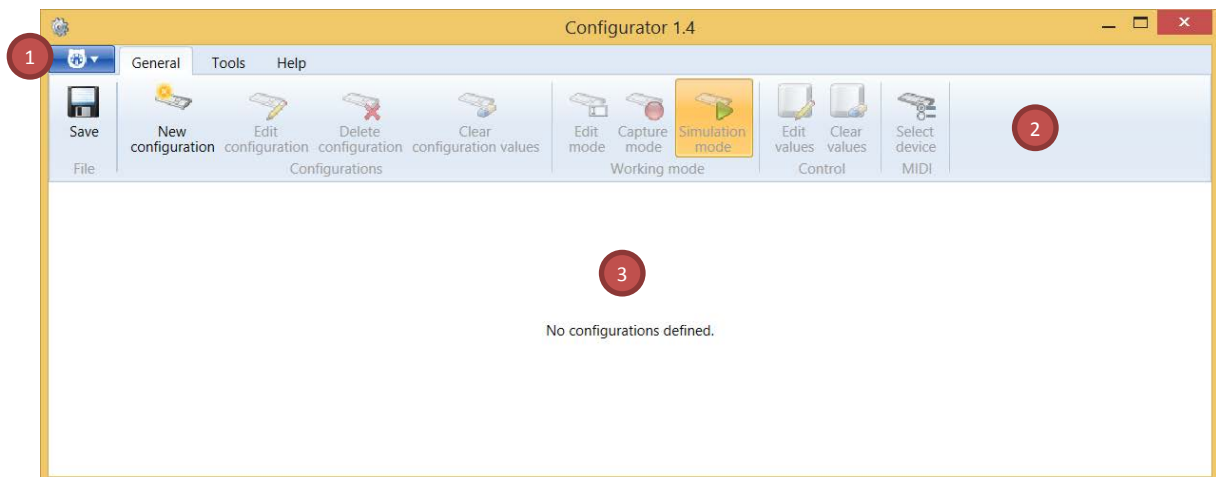 Configurator 1.4
1
General Tools Help
Save
New configuration
Edit configuration
Delete configuration
Clear configuration values
Edit mode
Capture mode
Simulation mode
Edit values
Clear values
Select device
2
File
Configurations
Working mode
Control
MIDI
3
No configurations defined.